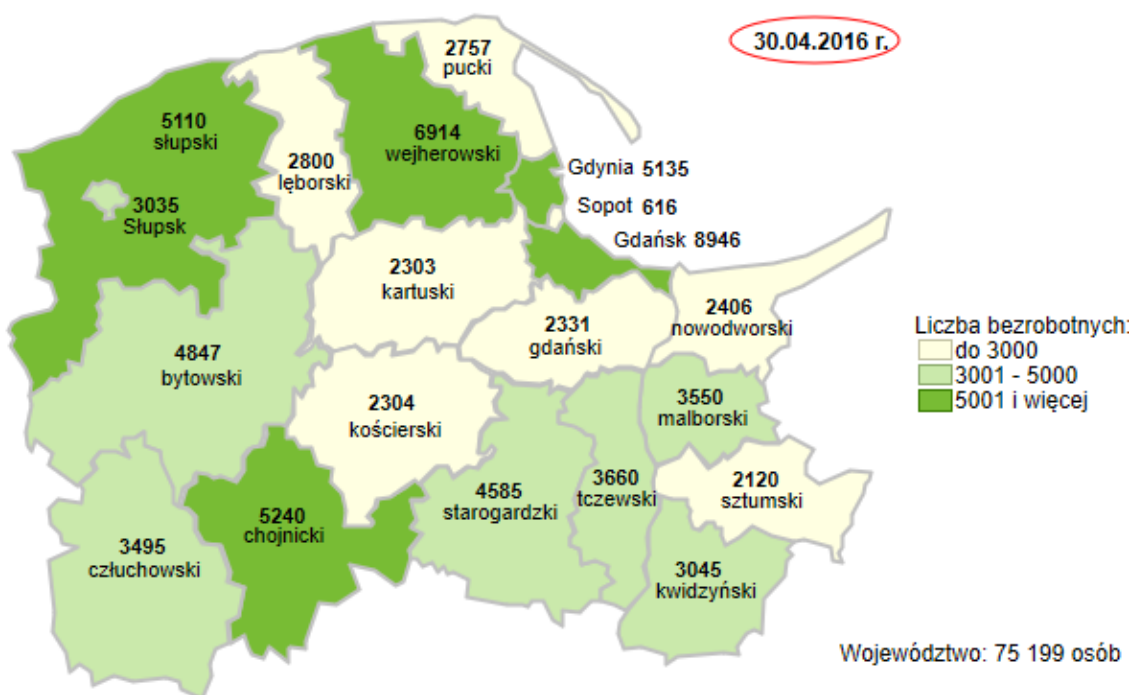 30.04.2016 r.
2757
pucki
5110
słupski
6914
wejherowski
2800
lęborski
Gdynia 5135
3035
Słupsk
Sopot 616
Gdańsk 8946
2303
kartuski
2406
nowodworski
2331
gdański
Liczba bezrobotnych:
do 3000
3001 - 5000
5001 i więcej
4847
bytowski
3550
malborski
2304
kościerski
3660
tczewski
2120
sztumski
4585
starogardzki
5240
chojnicki
3495
człuchowski
3045
kwidzyński
Województwo: 75 199 osób